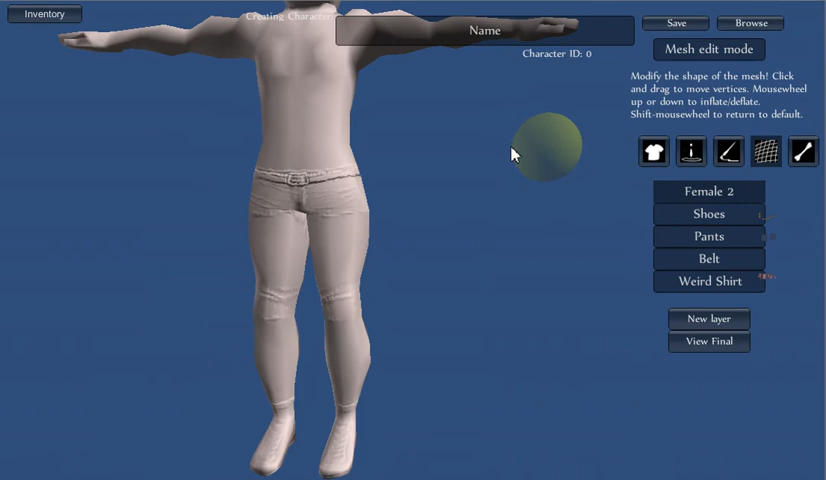 Inventory
Creating Character
Name
Save
Browse
Character ID: 0
Mesh edit mode
Modify the shape of the mesh! Click
and drag to move vertices. Mousewheel
up or down to inflate/deflate.
Shift-mousewheel to return to default.
Female 2
Shoes
Pants
Belt
Weird Shirt
New layer
View Final